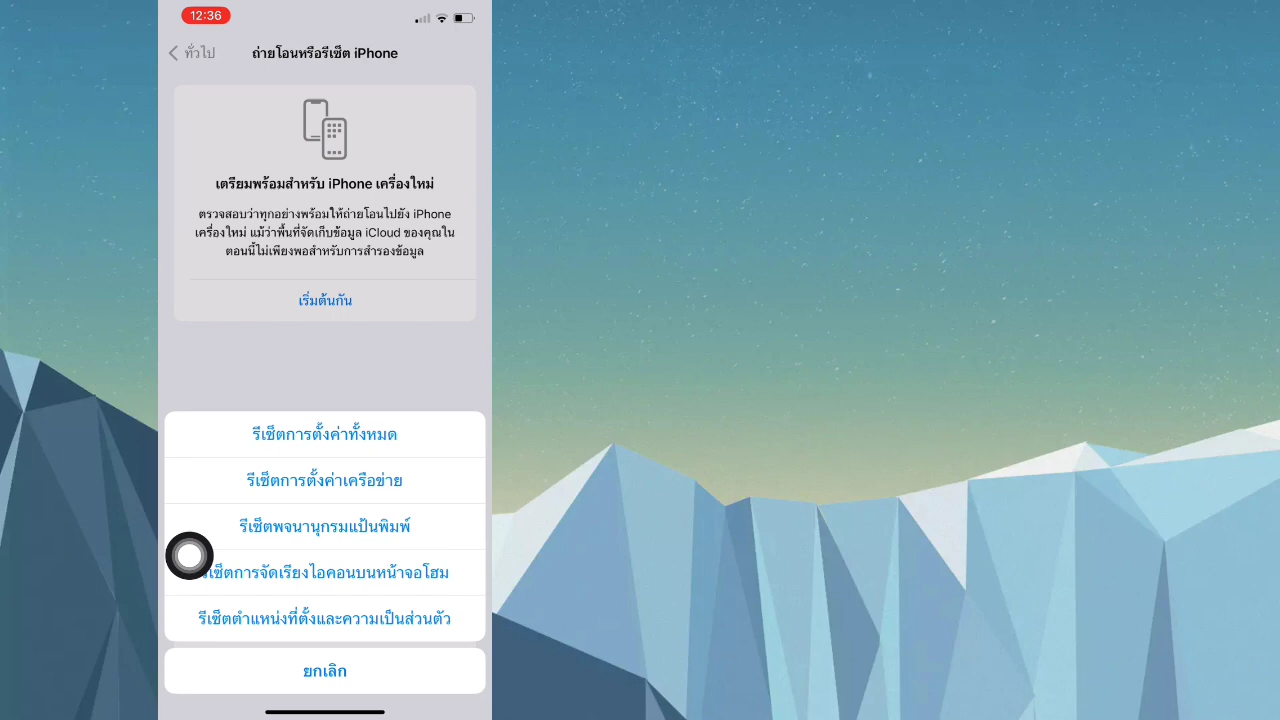 12:36
ทั่วไป
ถ่ายโอนหรือรีเซ็ต iPhone
เตรียมพร้อมสำหรับ iPhone เครื่องใหม่
ตรวจสอบว่าทุกอย่างพร้อมให้ถ่ายโอนไปยัง iPhone
เครื่องใหม่ แม้ว่าพื้นที่จัดเก็บข้อมูล iCloud ของคุณใน
ตอนนี้ไม่เพียงพอสำหรับการสำรองข้อมูล
เริ่มต้นกัน
รีเซ็ตการตั้งค่าทั้งหมด
รีเซ็ตการตั้งค่าเครือข่าย
รีเซ็ตพจนานุกรมแป้นพิมพ์
รีเซ็ตการจัดเรียงไอคอนบนหน้าจอโฮม
รีเซ็ตตำแหน่งที่ตั้งและความเป็นส่วนตัว
ยกเลิก